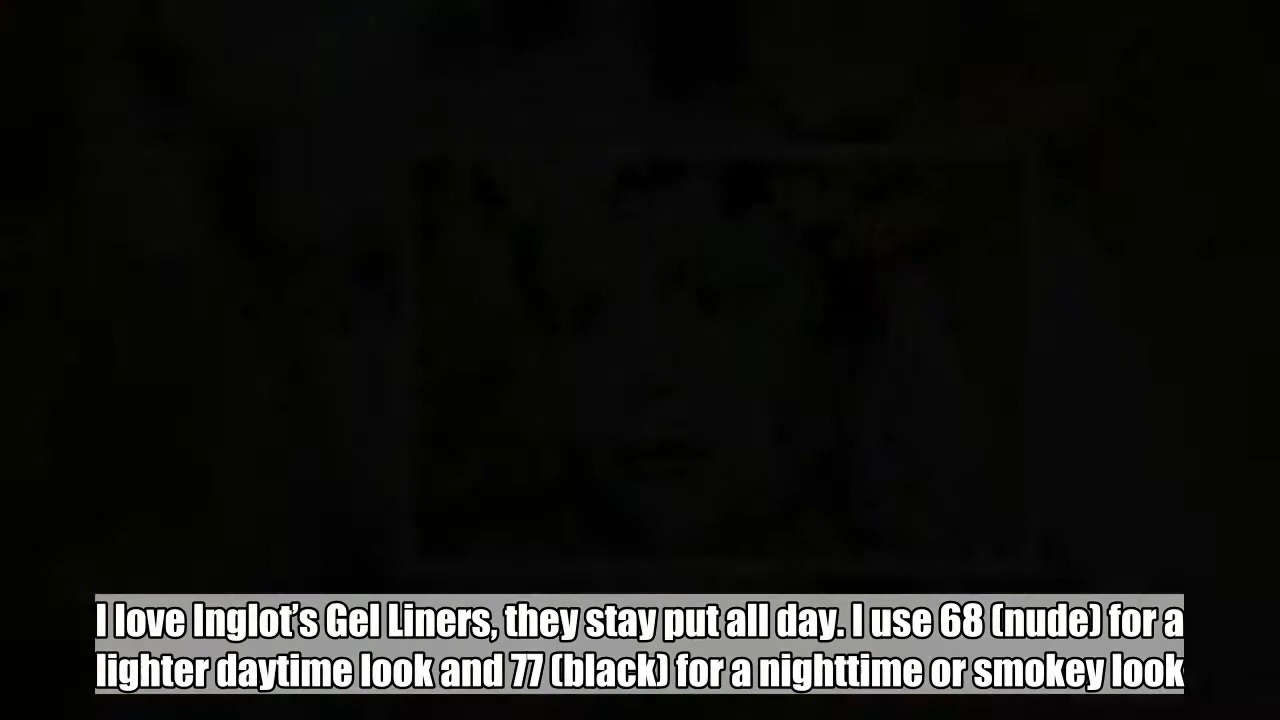 I love Inglot's Gel Liners, they stay put all day. I use 68 (nude) for a
lighter daytime look and 77 (black) for a nighttime or smokey look